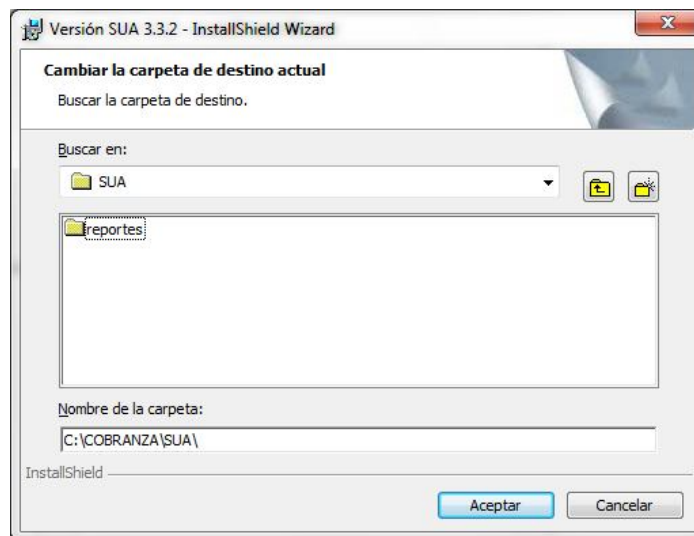 Versión SUA 3.3.2 - InstallShield Wizard
Cambiar la carpeta de destino actual
Buscar la carpeta de destino.
Buscar en:
SUA
reportes
Nombre de la carpeta:
C:\COBRANZA\SUA\
InstallShield
Aceptar Cancelar